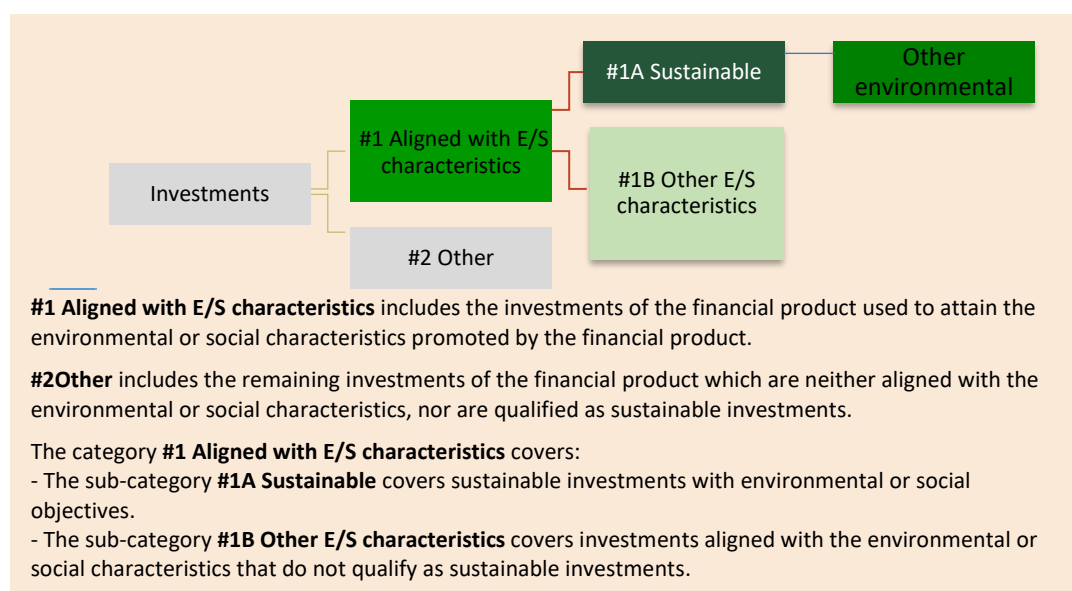 #1A Sustainable
Other
environmental
#1 Aligned with E/S
characteristics
#1B Other E/S
characteristics
Investments
#2 Other
#1 Aligned with E/S characteristics includes the investments of the financial product used to attain the
environmental or social characteristics promoted by the financial product.
#2Other includes the remaining investments of the financial product which are neither aligned with the
environmental or social characteristics, nor are qualified as sustainable investments.
The category #1 Aligned with E/S characteristics covers:
- The sub-category #1A Sustainable covers sustainable investments with environmental or social
objectives.
- The sub-category #1B Other E/S characteristics covers investments aligned with the environmental or
social characteristics that do not qualify as sustainable investments.